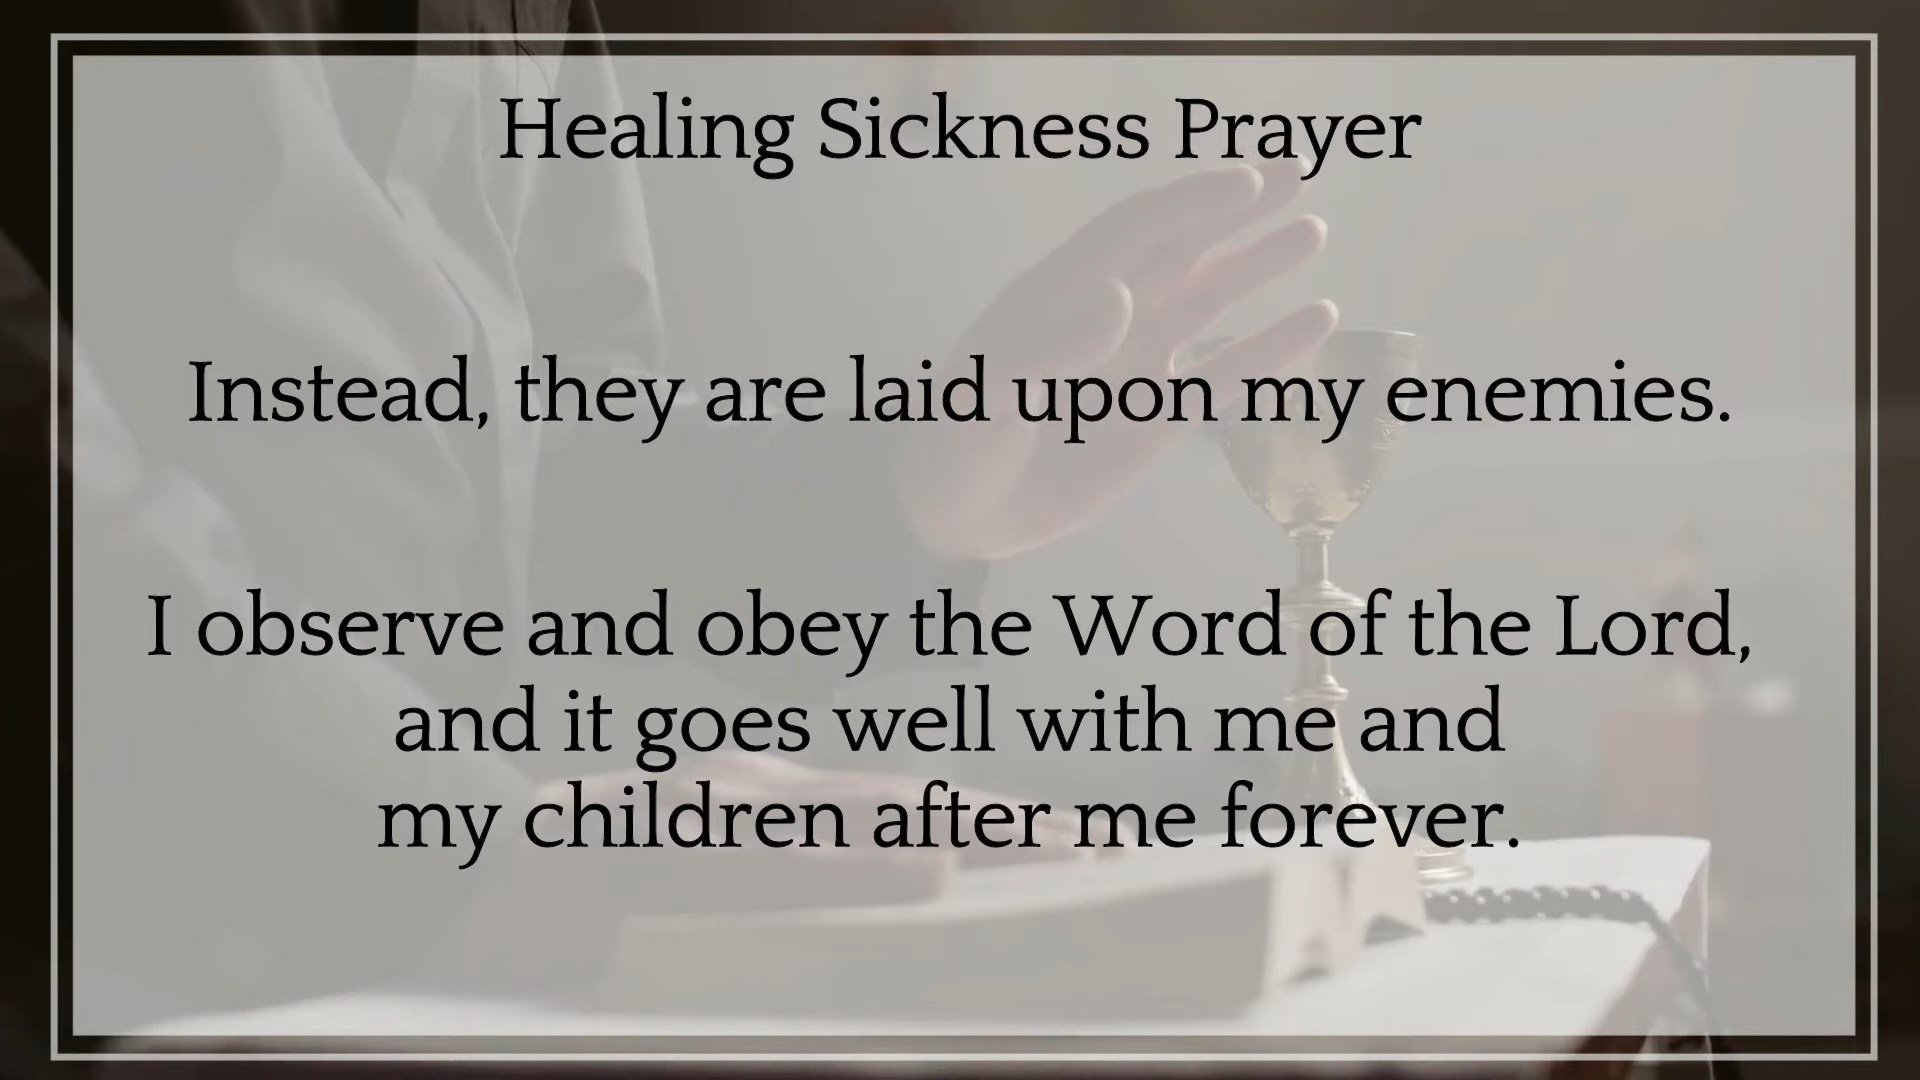 Healing Sickness Prayer
Instead, they are laid upon my enemies.
I observe and obey the Word of the Lord,
and it goes well with me and
my children after me forever.